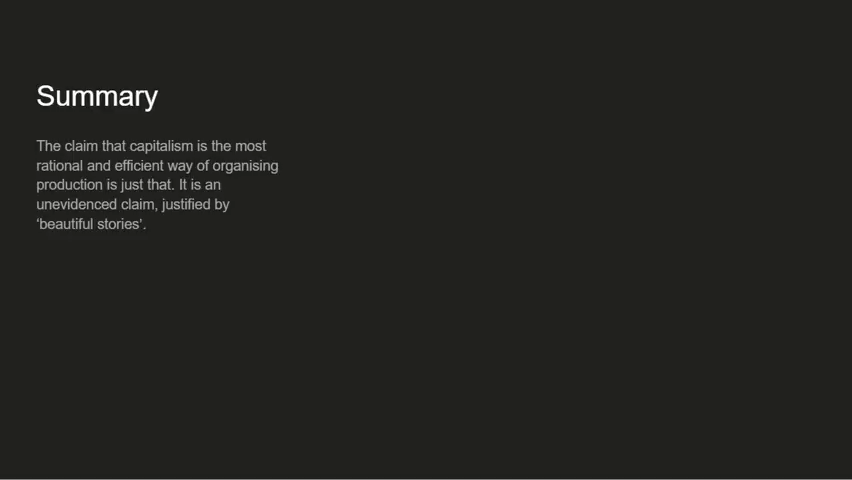 Summary
The claim that capitalism is the most
rational and efficient way of organising
production is just that. It is an
unevidenced claim, justified by
‘beautiful stories’.